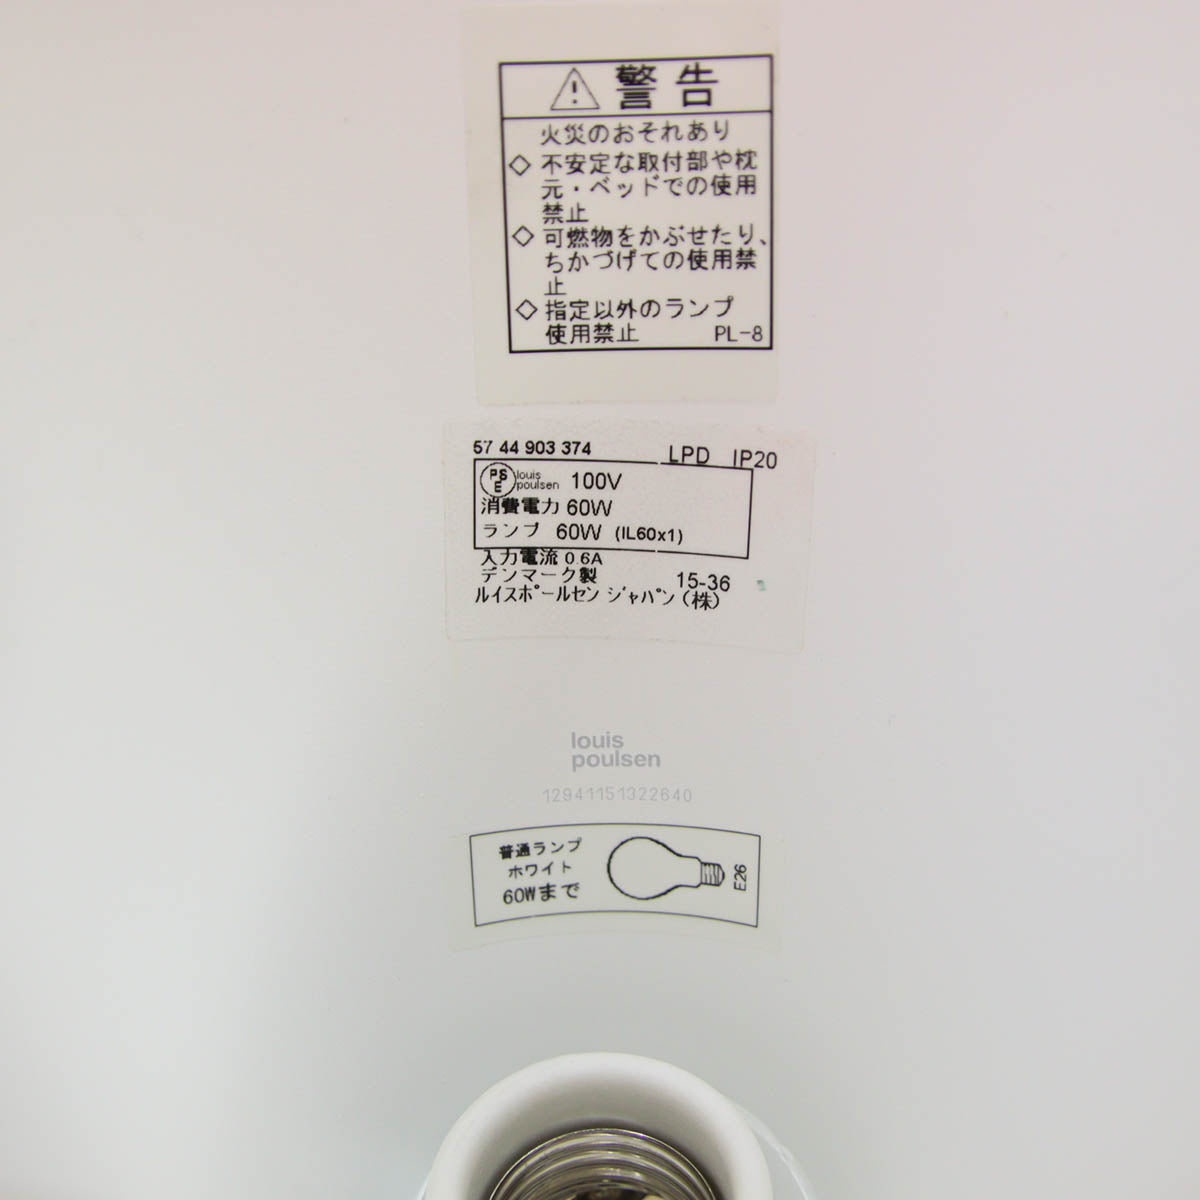 警告
火災のおそれあり
◇ 不安定な取付部や枕
元・ベッドでの使用
禁止
◇ 可燃物をかぶせたり、
ちかづけての使用禁
止
◇ 指定以外のランプ
使用禁止 PL-8
57 44 903 374 LPD IP20
PSE louis poulsen 100V
消費電力 60W
ランプ 60W (IL60x1)
入力電流 0.6A
デンマーク製 15-36
ルイスポールセン ジャパン (株)
louis
poulsen
12941151322640
普通ランプ
ホワイト
60Wまで
E26